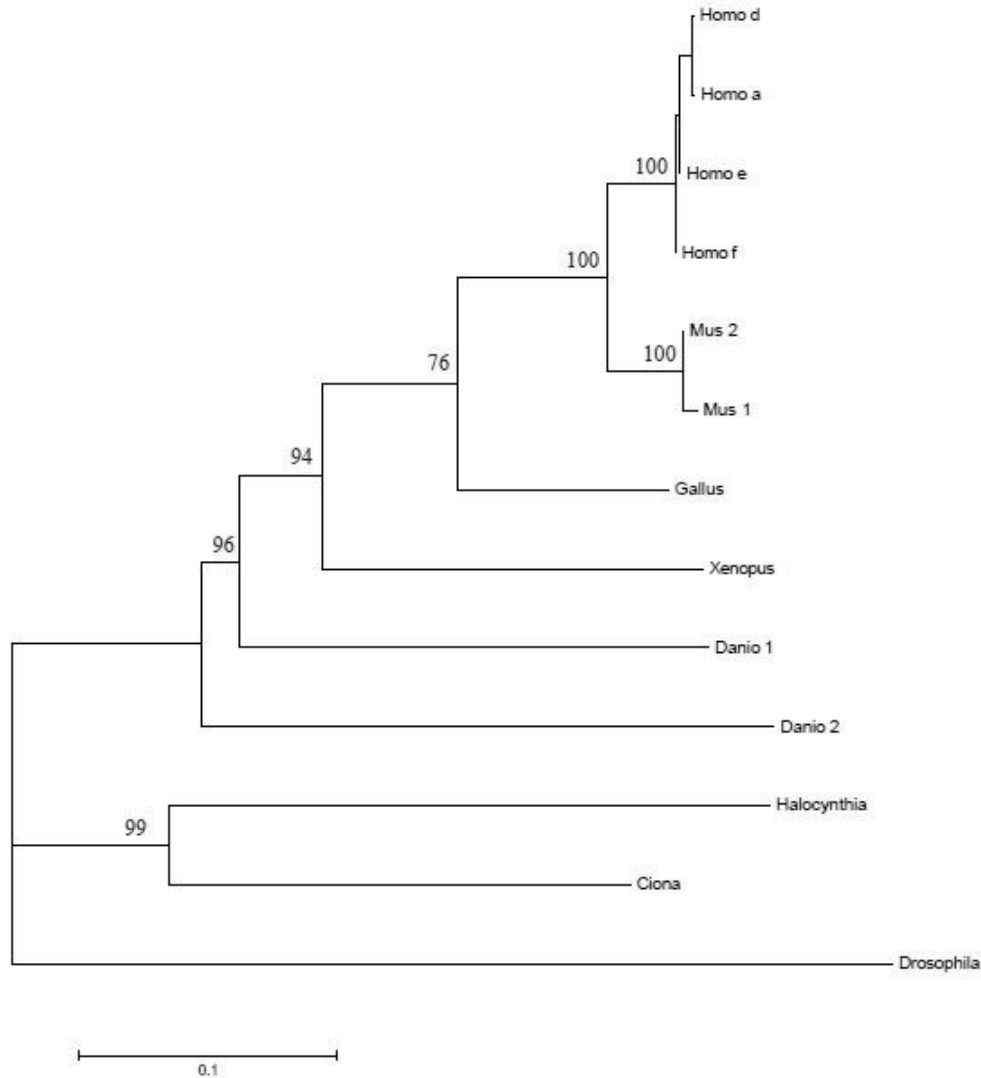 Homo d
Homo a
100
Homo e
100
Homo f
Mus 2
100
76
Mus 1
94
Gallus
96
Xenopus
Danio 1
Danio 2
Halocynthia
99
Ciona
Drosophila
0.1